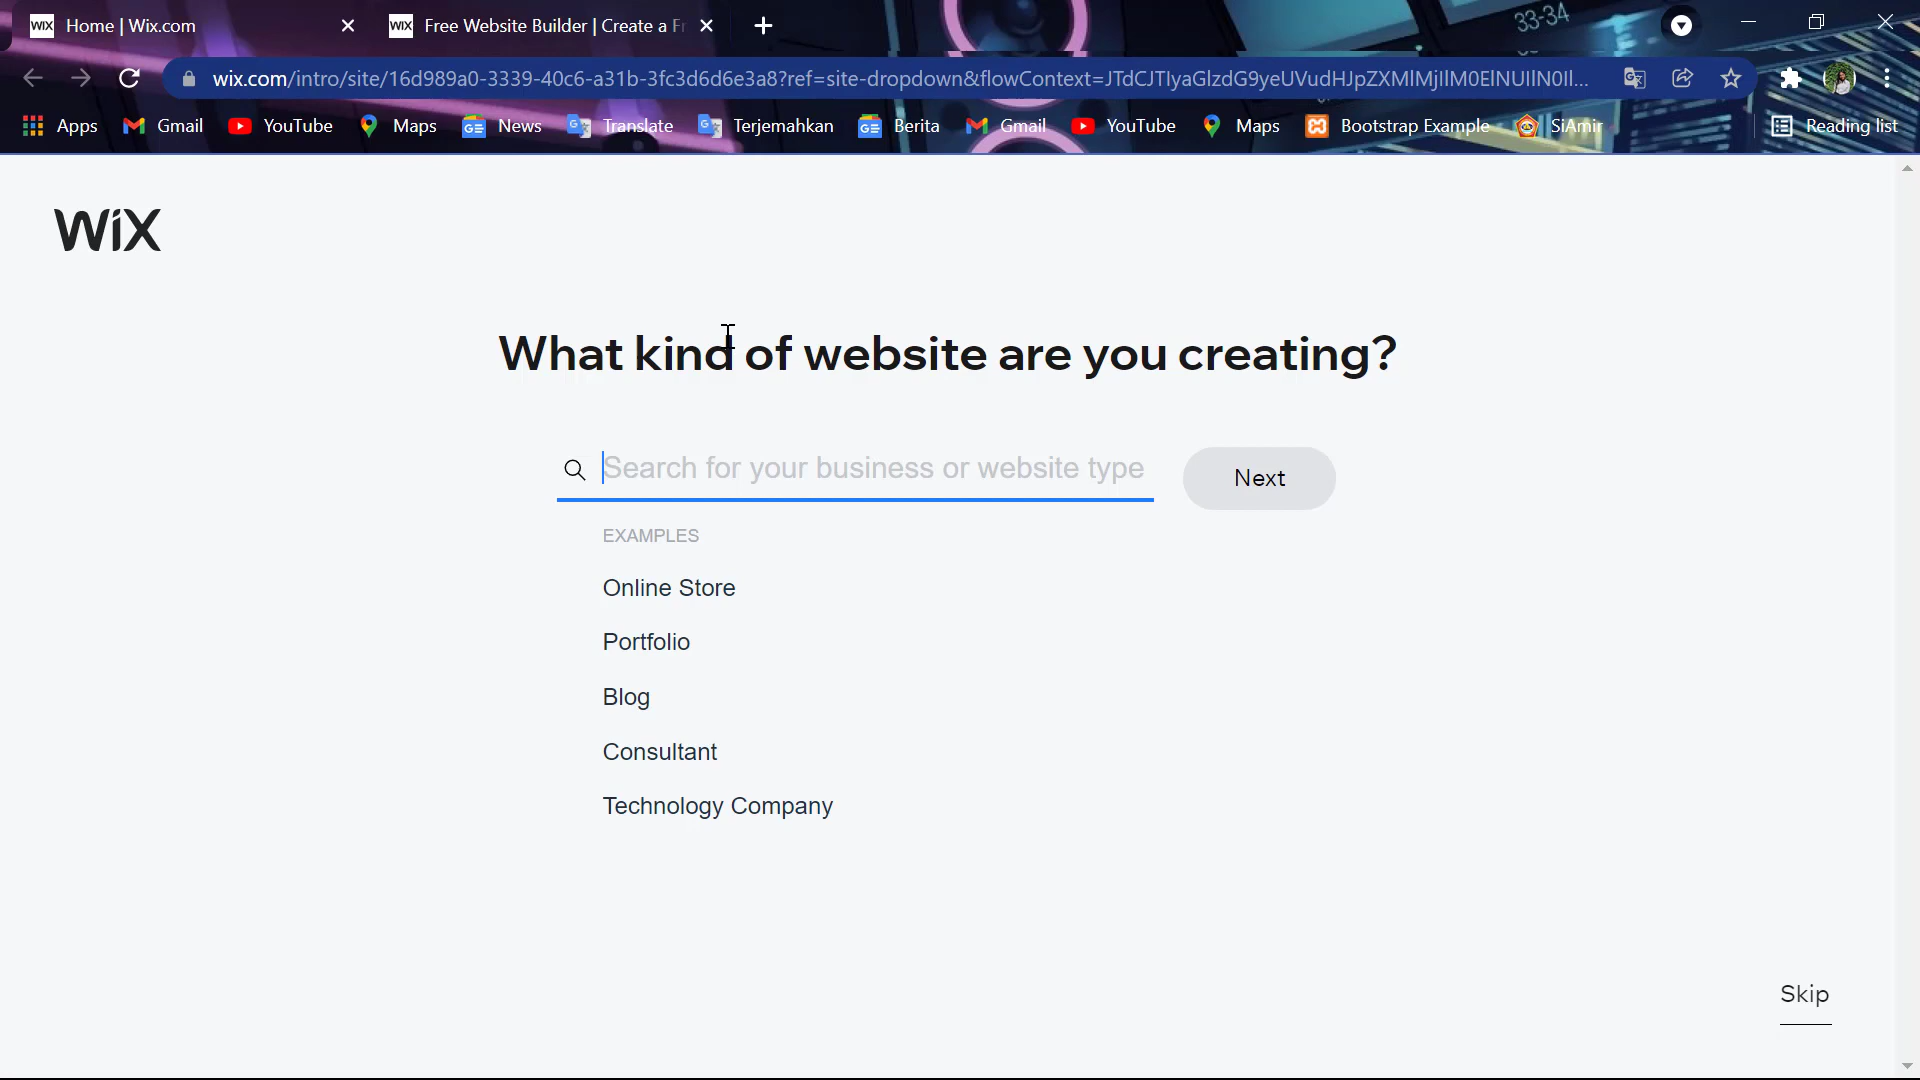 WIX Home | Wix.com
WIX Free Website Builder | Create a Fr
33-34
wix.com/intro/site/16d989a0-3339-40c6-a31b-3fc3d6d6e3a8?ref=site-dropdown&flowContext=JTdCJTIyaGlzdG9yeUVudHJpZXMlMjIlM0ElNUIlN0Il...
Apps
Gmail
YouTube
Maps
News
Translate
Terjemahkan
Berita
Gmail
YouTube
Maps
Bootstrap Example
SiAmir
Reading list
WiX
What kind of website are you creating?
Search for your business or website type
Next
EXAMPLES
Online Store
Portfolio
Blog
Consultant
Technology Company
Skip